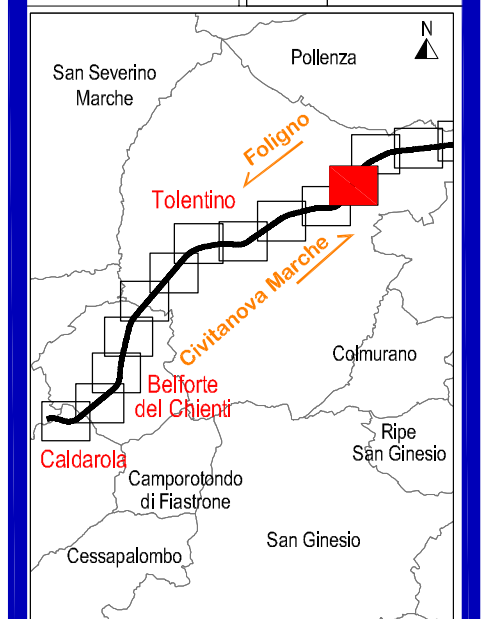 N
Pollenza
San Severino
Marche
Foligno
Tolentino
Civitanova Marche
Colmurano
Belforte
del Chienti
Ripe
San Ginesio
Caldarola
Camporotondo
di Fiastrone
San Ginesio
Cessapalombo